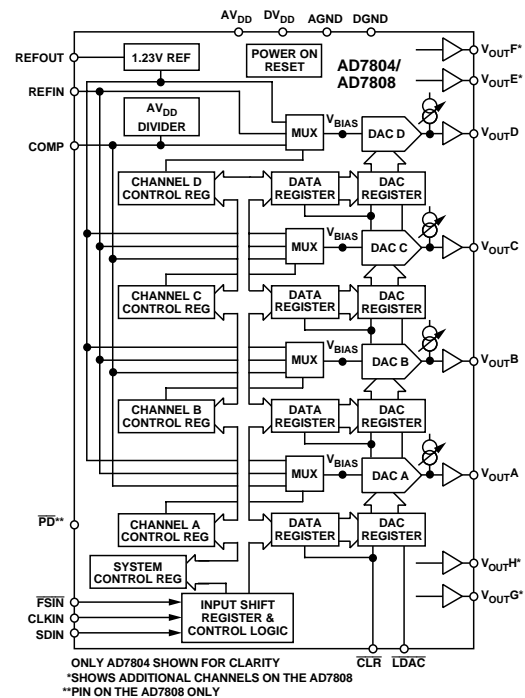 AVDD DVDD AGND DGND
REFOUT
1.23V REF
POWER ON
RESET
AD7804/
AD7808
VOUTF*
VOUTE*
REFIN
AVDD
DIVIDER
COMP
MUX
VBIAS
DAC D
VOUTD
CHANNEL D
CONTROL REG
DATA
REGISTER
DAC
REGISTER
MUX
VBIAS
DAC C
VOUTC
CHANNEL C
CONTROL REG
DATA
REGISTER
DAC
REGISTER
MUX
VBIAS
DAC B
VOUTB
CHANNEL B
CONTROL REG
DATA
REGISTER
DAC
REGISTER
MUX
VBIAS
DAC A
VOUTA
PD**
CHANNEL A
CONTROL REG
DATA
REGISTER
DAC
REGISTER
SYSTEM
CONTROL REG
VOUTH*
FSIN
CLKIN
SDIN
INPUT SHIFT
REGISTER &
CONTROL LOGIC
VOUTG*
CLR LDAC
ONLY AD7804 SHOWN FOR CLARITY
*SHOWS ADDITIONAL CHANNELS ON THE AD7808
**PIN ON THE AD7808 ONLY